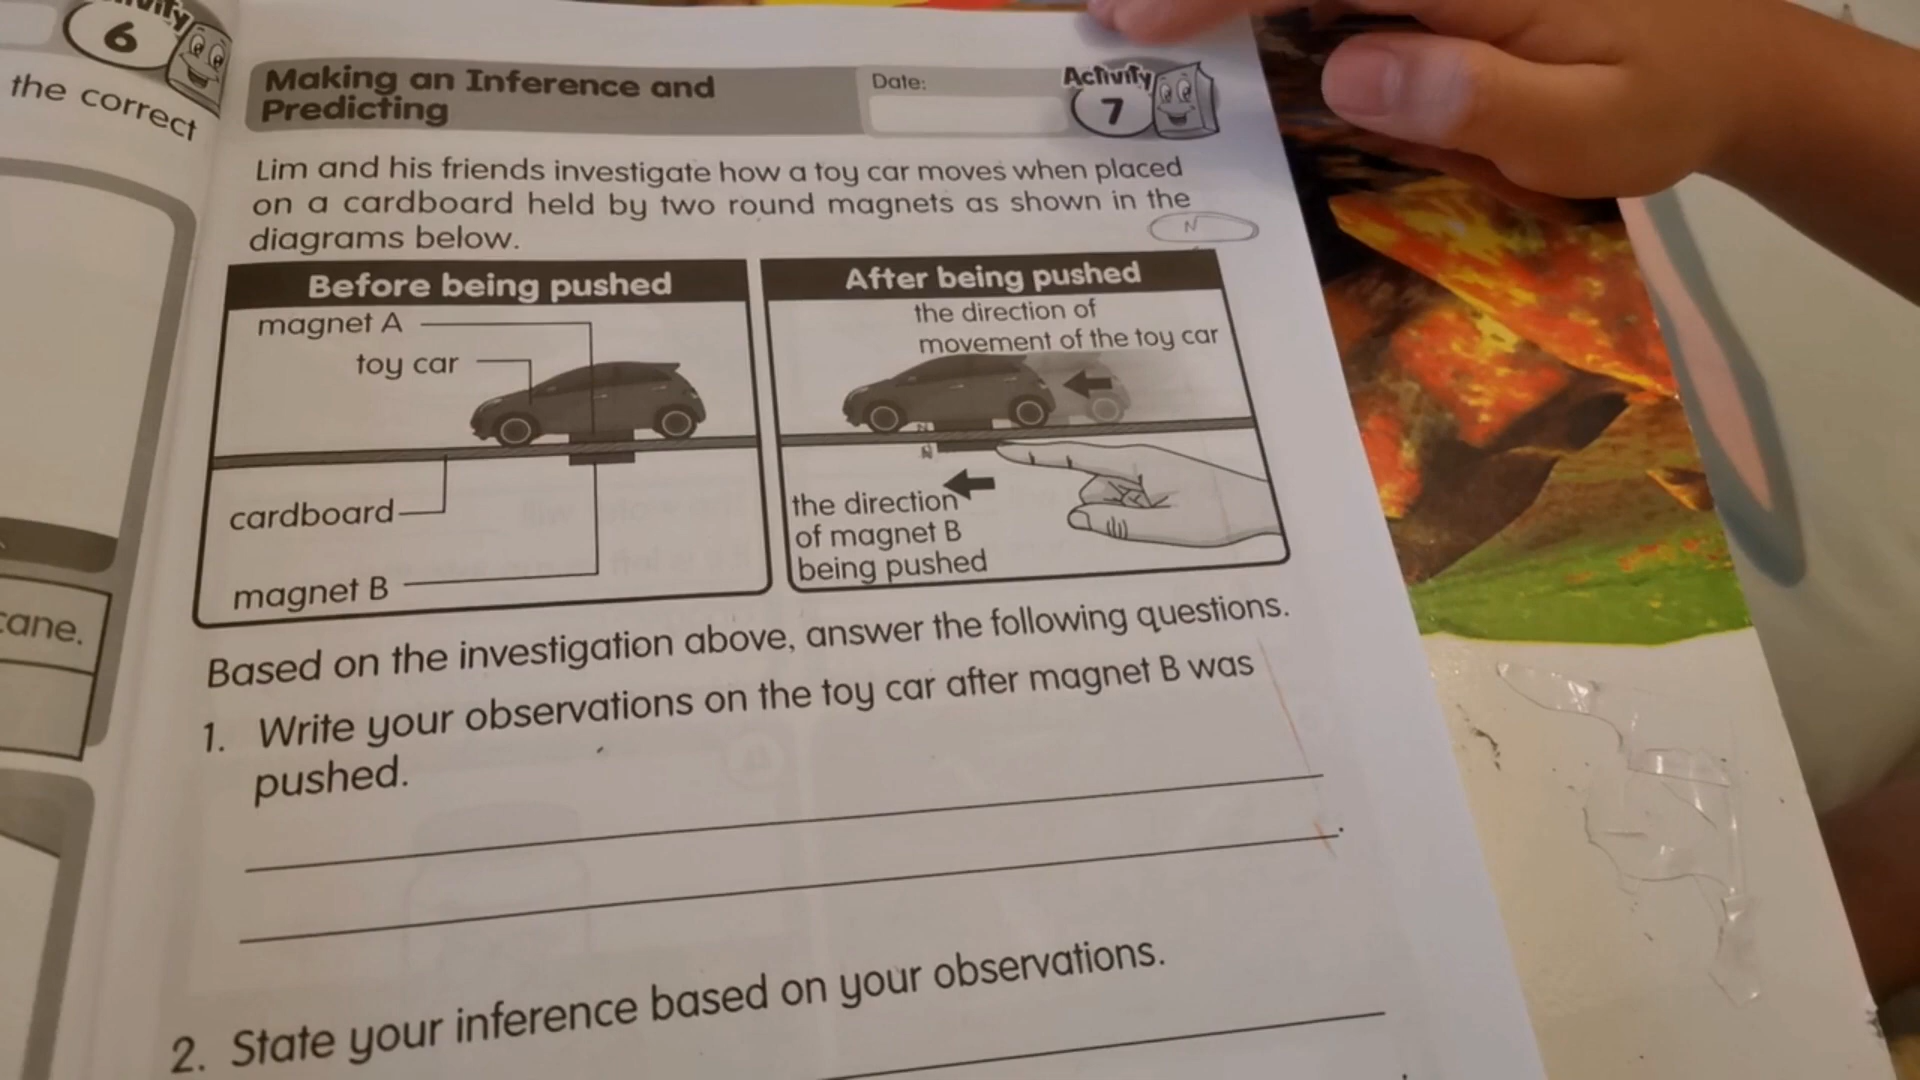 6
the correct
cane.
Making an Inference and
Predicting
Date:
Activity
7
Lim and his friends investigate how a toy car moves when placed
on a cardboard held by two round magnets as shown in the
diagrams below.
N
Before being pushed
magnet A
toy car
cardboard
magnet B
After being pushed
the direction of
movement of the toy car
N
N
the direction
of magnet B
being pushed
Based on the investigation above, answer the following questions.
1. Write your observations on the toy car after magnet B was
pushed.
2. State your inference based on your observations.